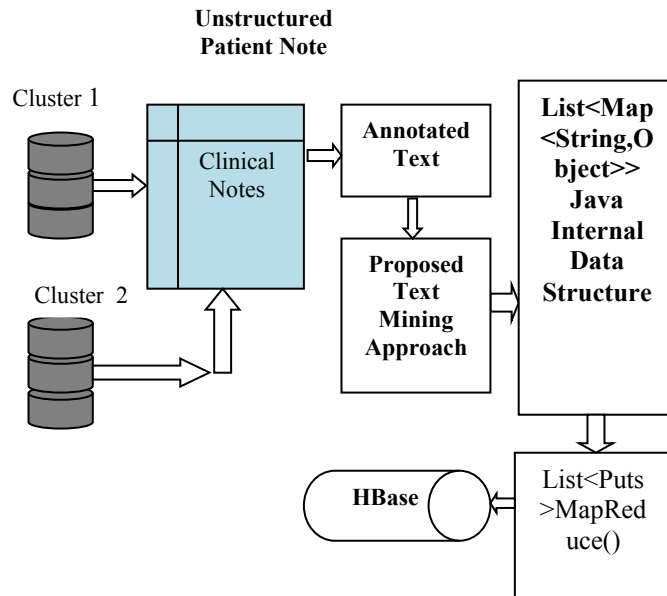 Unstructured
Patient Note
Cluster 1
Clinical
Notes
Annotated
Text
List<Map
<String,O
bject>>
Java
Internal
Data
Structure
Cluster 2
Proposed
Text
Mining
Approach
HBase
List<Puts
>MapRed
uce()